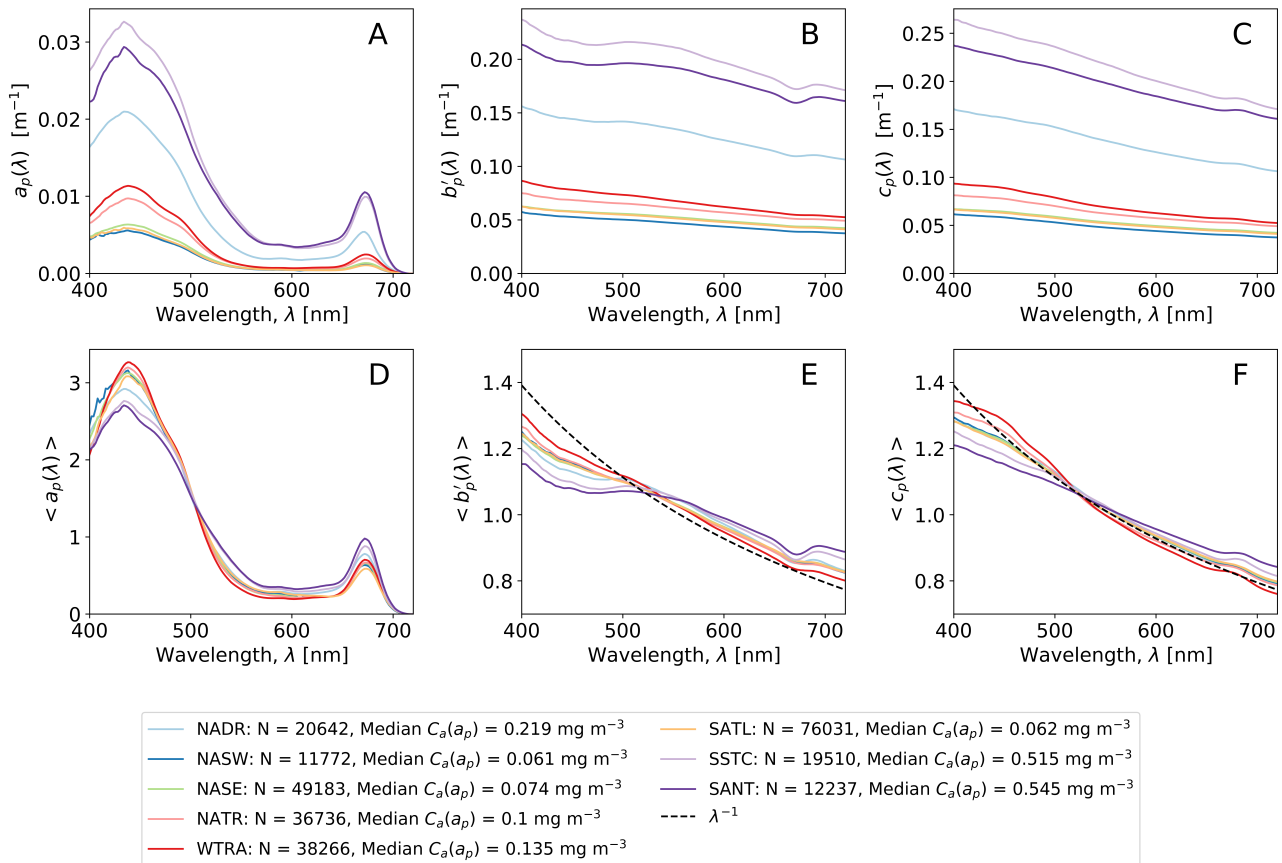 A
0.03
0.02
0.01
0.00
400 500 600 700
a_p(λ) [m⁻¹]
Wavelength, λ [nm]
B
0.20
0.15
0.10
0.05
0.00
400 500 600 700
b′_p(λ) [m⁻¹]
Wavelength, λ [nm]
C
0.25
0.20
0.15
0.10
0.05
0.00
400 500 600 700
c_p(λ) [m⁻¹]
Wavelength, λ [nm]
D
3
2
1
0
400 500 600 700
< a_p(λ) >
Wavelength, λ [nm]
E
1.4
1.2
1.0
0.8
400 500 600 700
< b′_p(λ) >
Wavelength, λ [nm]
F
1.4
1.2
1.0
0.8
400 500 600 700
< c_p(λ) >
Wavelength, λ [nm]
NADR: N = 20642, Median C_a(a_p) = 0.219 mg m⁻³
NASW: N = 11772, Median C_a(a_p) = 0.061 mg m⁻³
NASE: N = 49183, Median C_a(a_p) = 0.074 mg m⁻³
NATR: N = 36736, Median C_a(a_p) = 0.1 mg m⁻³
WTRA: N = 38266, Median C_a(a_p) = 0.135 mg m⁻³
SATL: N = 76031, Median C_a(a_p) = 0.062 mg m⁻³
SSTC: N = 19510, Median C_a(a_p) = 0.515 mg m⁻³
SANT: N = 12237, Median C_a(a_p) = 0.545 mg m⁻³
λ⁻¹